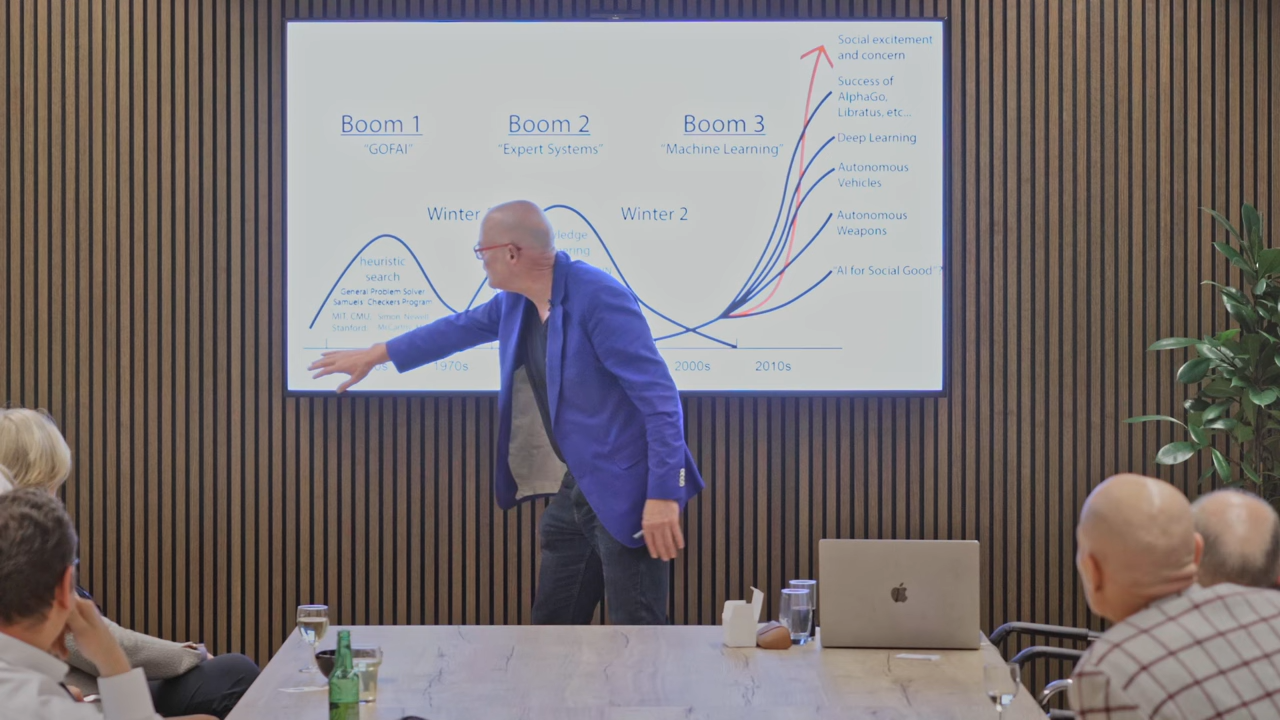 Social excitement
and concern
Success of
AlphaGo,
Libratus, etc...
Boom 1
Boom 2
Boom 3
"GOFAI"
"Expert Systems"
"Machine Learning"
Deep Learning
Autonomous
Vehicles
Winter
Winter 2
Autonomous
Weapons
heuristic
search
General Problem Solver
Samuels' Checkers Program
MIT, CMU,
Stanford
"AI for Social Good"?
1970s
2000s
2010s